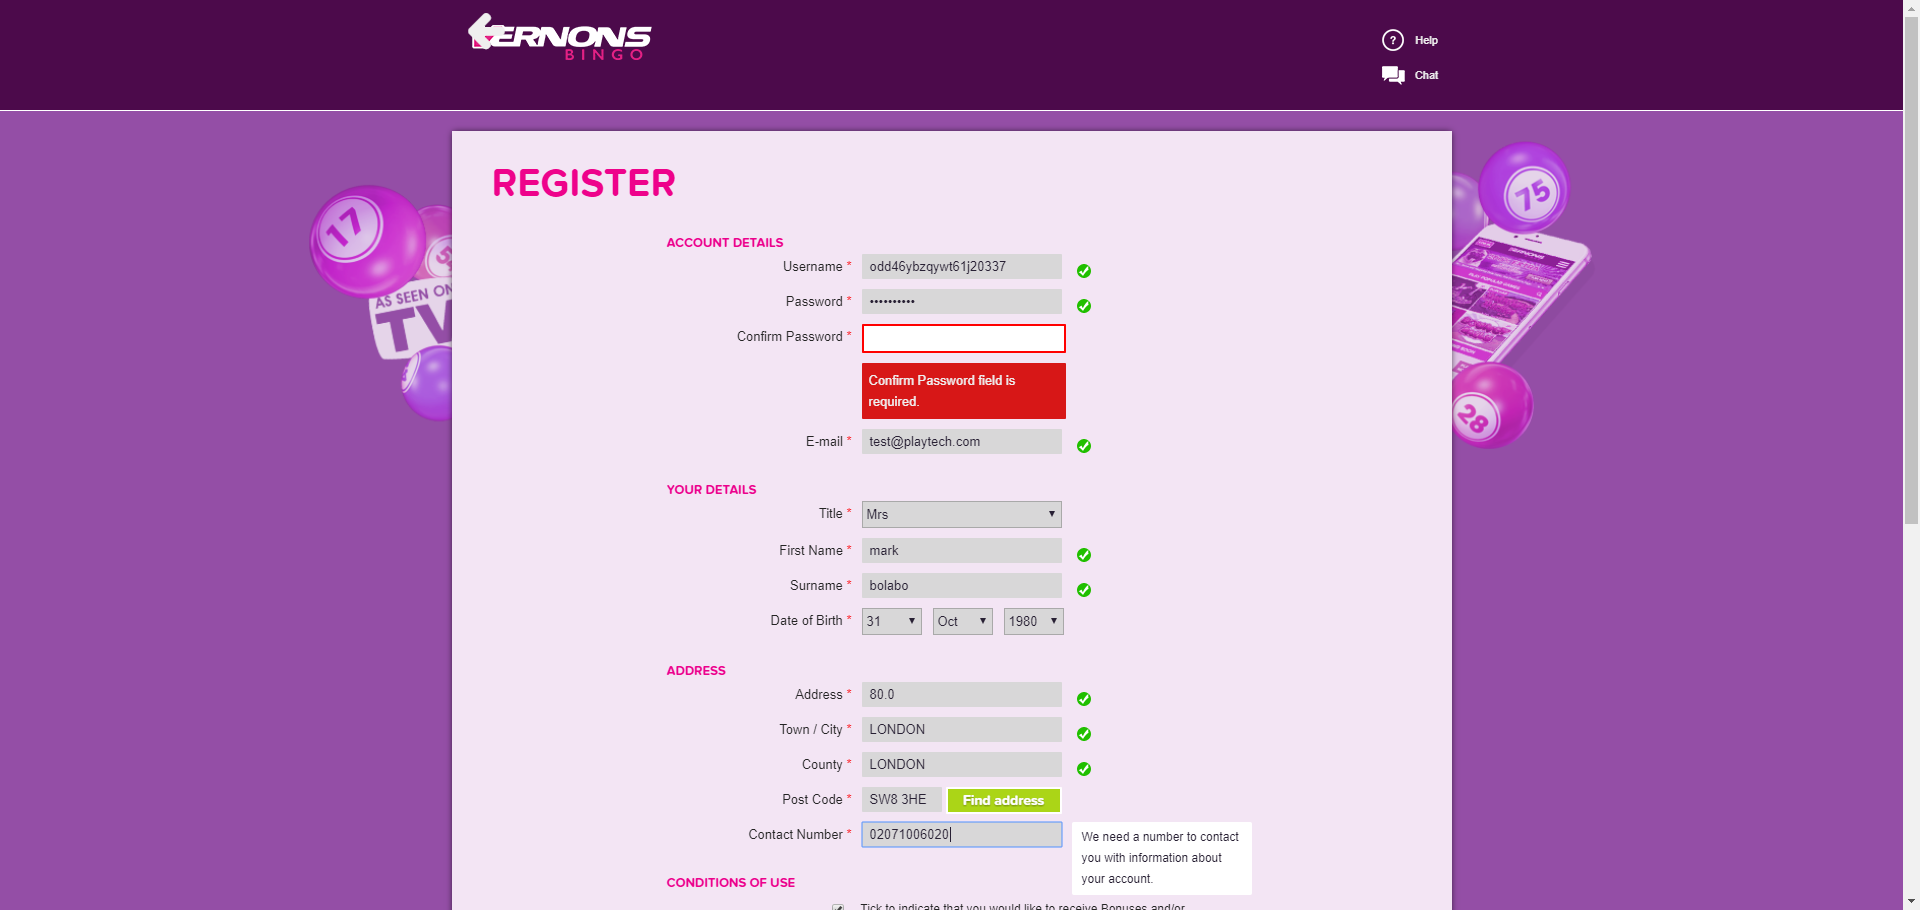 VERNONS
BINGO
? Help
Chat
17
75
AS SEEN ON
TV
28
REGISTER
ACCOUNT DETAILS
Username * odd46ybzqywt61j20337
Password * ••••••••••
Confirm Password *
Confirm Password field is
required.
E-mail * test@playtech.com
YOUR DETAILS
Title * Mrs
First Name * mark
Surname * bolabo
Date of Birth * 31 Oct 1980
ADDRESS
Address * 80.0
Town / City * LONDON
County * LONDON
Post Code * SW8 3HE Find address
Contact Number * 02071006020
We need a number to contact
you with information about
your account.
CONDITIONS OF USE
Tick to indicate that you would like to receive Bonuses and/or